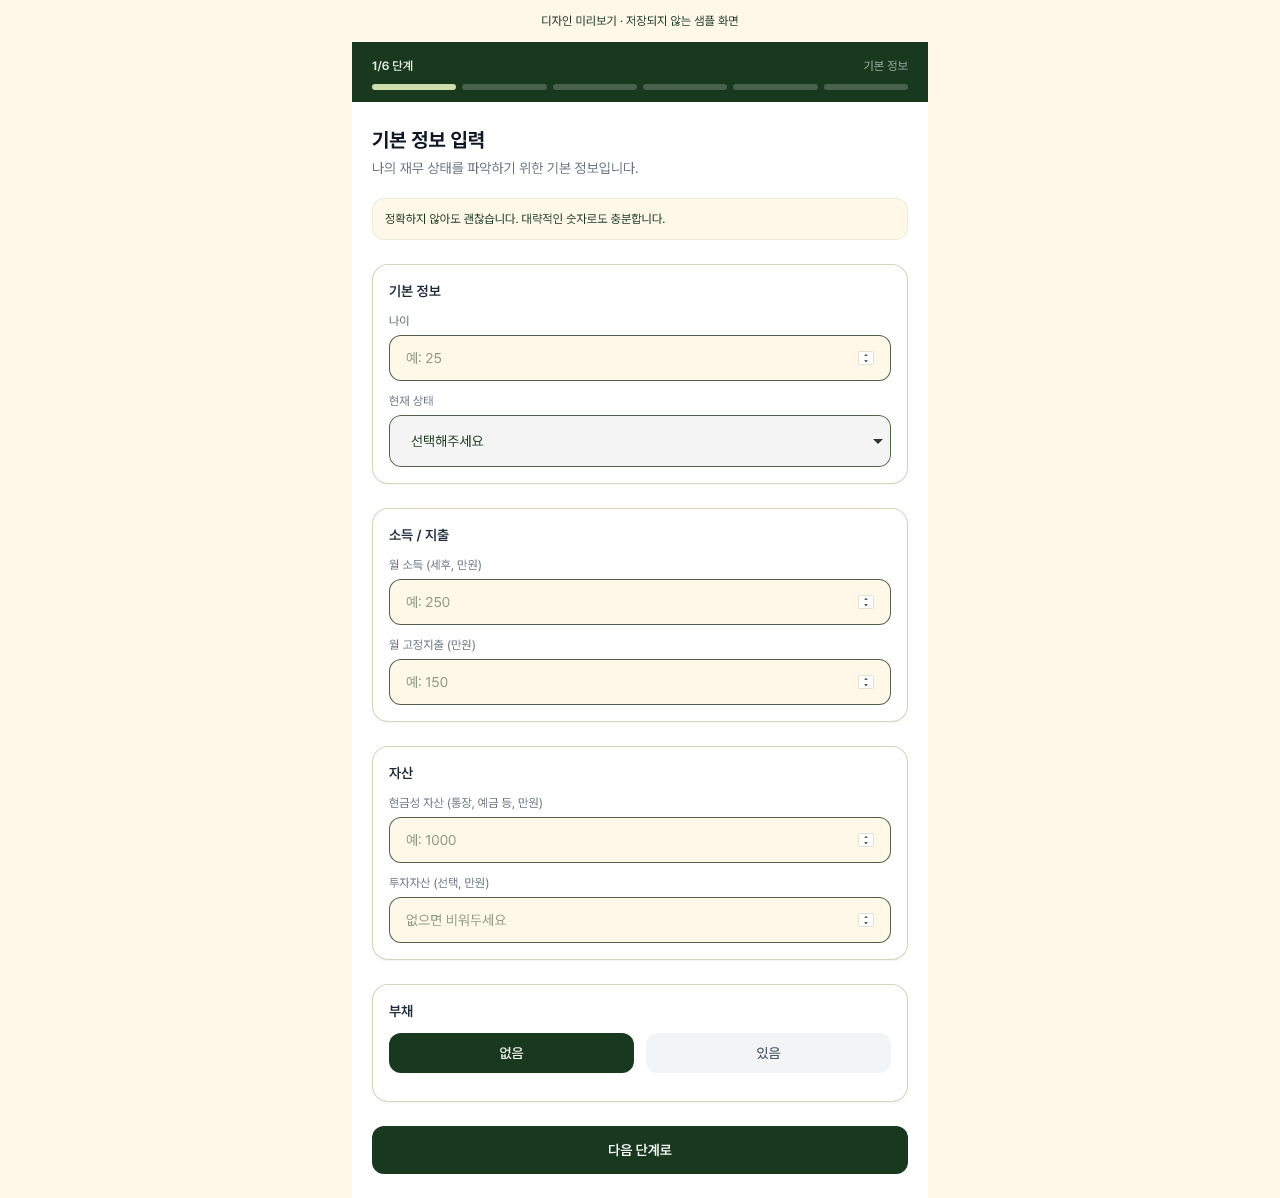 디자인 미리보기 · 저장되지 않는 샘플 화면
1/6 단계
기본 정보
기본 정보 입력
나의 재무 상태를 파악하기 위한 기본 정보입니다.
정확하지 않아도 괜찮습니다. 대략적인 숫자로도 충분합니다.
기본 정보
나이
예: 25
현재 상태
선택해주세요
소득 / 지출
월 소득 (세후, 만원)
예: 250
월 고정지출 (만원)
예: 150
자산
현금성 자산 (통장, 예금 등, 만원)
예: 1000
투자자산 (선택, 만원)
없으면 비워두세요
부채
없음
있음
다음 단계로